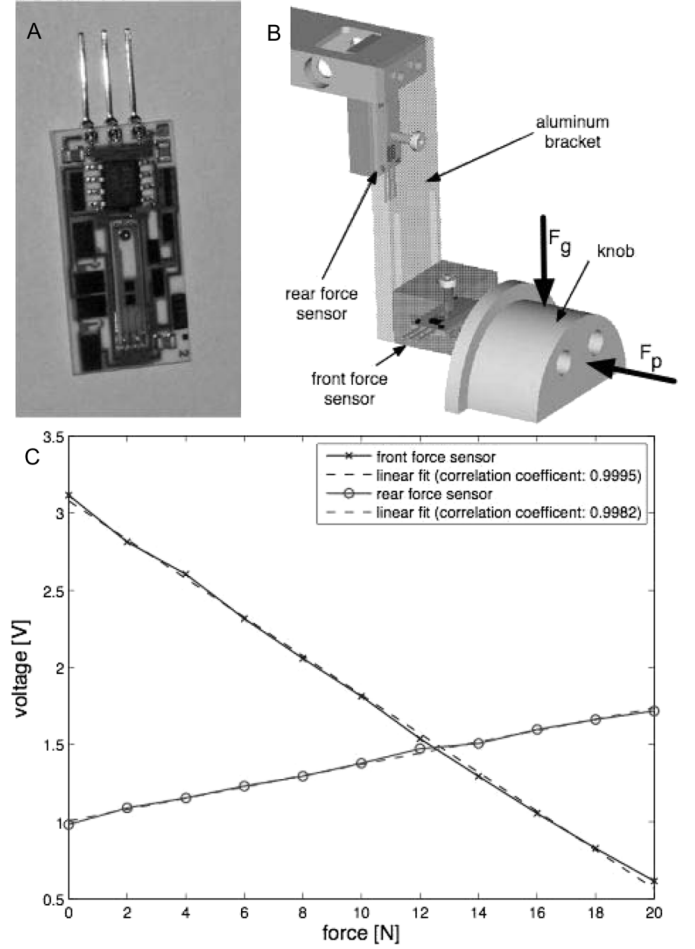 A
B
aluminum
bracket
F
g
knob
rear force
sensor
F
p
front force
sensor
C
3.5
3
2.5
2
1.5
1
0.5
voltage [V]
front force sensor
linear fit (correlation coefficent: 0.9995)
rear force sensor
linear fit (correlation coefficent: 0.9982)
0 2 4 6 8 10 12 14 16 18 20
force [N]